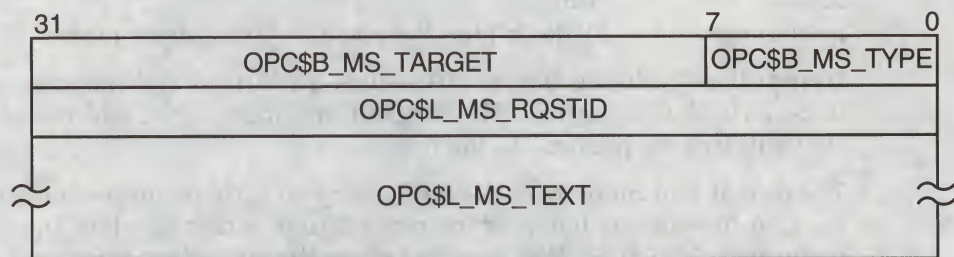 31 7 0
OPC$B_MS_TARGET OPC$B_MS_TYPE
OPC$L_MS_RQSTID
OPC$L_MS_TEXT